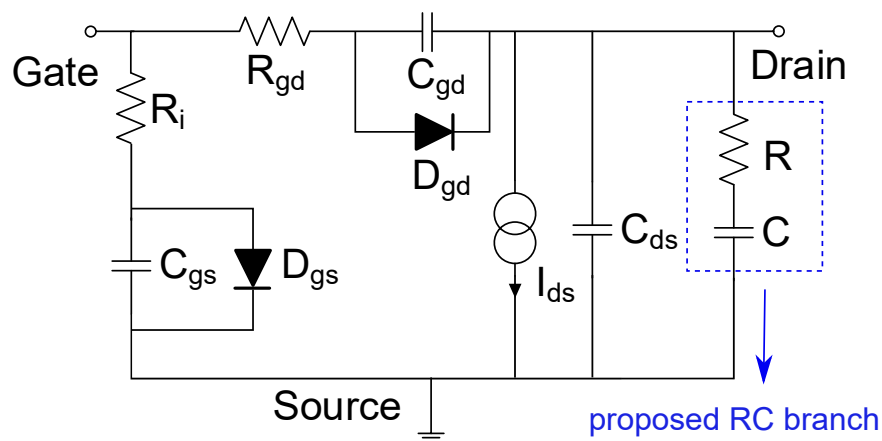 Gate
Rgd
Cgd
Drain
Ri
Dgd
R
C
Cgs
Dgs
Ids
Cds
Source
proposed RC branch